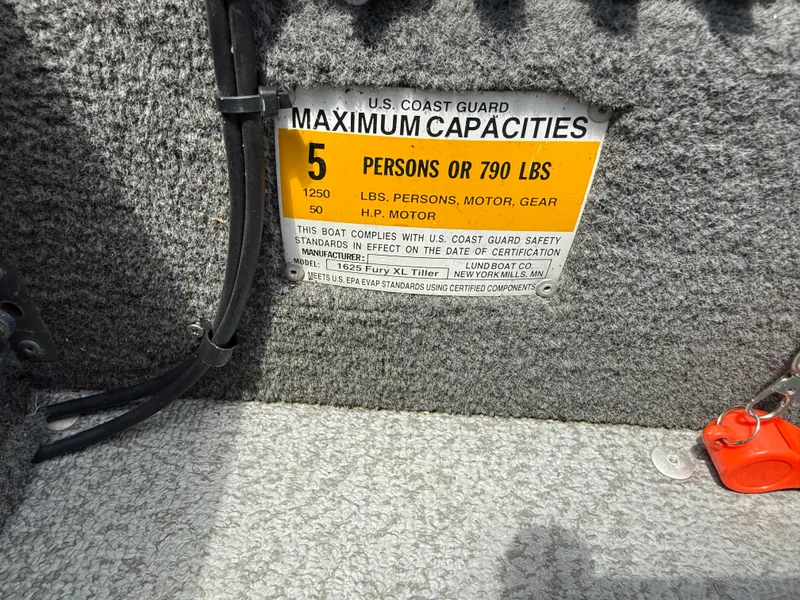 U.S. COAST GUARD
MAXIMUM CAPACITIES
5 PERSONS OR 790 LBS
1250 LBS. PERSONS, MOTOR, GEAR
50 H.P. MOTOR
THIS BOAT COMPLIES WITH U.S. COAST GUARD SAFETY
STANDARDS IN EFFECT ON THE DATE OF CERTIFICATION
MANUFACTURER: LUND BOAT CO.
MODEL: 1625 Fury XL Tiller NEW YORK MILLS, MN
MEETS U.S. EPA EVAP STANDARDS USING CERTIFIED COMPONENTS